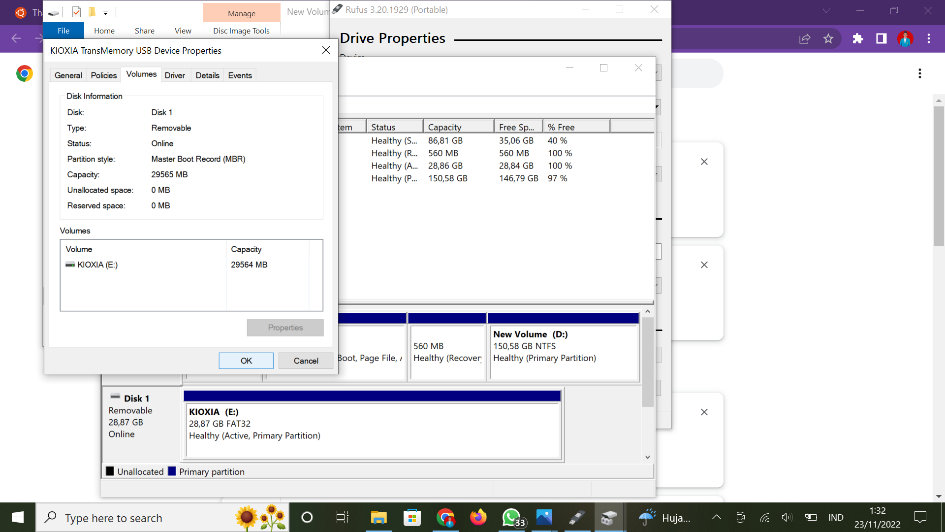 Th
Manage
New Volum
File
Home
Share
View
Disc Image Tools
Rufus 3.20.1929 (Portable)
Drive Properties
KIOXIA TransMemory USB Device Properties
General
Policies
Volumes
Driver
Details
Events
Disk Information
Disk: Disk 1
Type: Removable
Status: Online
Partition style: Master Boot Record (MBR)
Capacity: 29565 MB
Unallocated space: 0 MB
Reserved space: 0 MB
Volumes
Volume Capacity
KIOXIA (E:) 29564 MB
Properties
OK
Cancel
tem Status Capacity Free Sp... % Free
Healthy (S... 86,81 GB 35,06 GB 40 %
Healthy (R... 560 MB 560 MB 100 %
Healthy (A... 28,86 GB 28,84 GB 100 %
Healthy (P... 150,58 GB 146,79 GB 97 %
Boot, Page File,
560 MB
Healthy (Recover
New Volume (D:)
150,58 GB NTFS
Healthy (Primary Partition)
Disk 1
Removable
28,87 GB
Online
KIOXIA (E:)
28,87 GB FAT32
Healthy (Active, Primary Partition)
Unallocated
Primary partition
Type here to search
33
Huja...
IND
1:32
23/11/2022